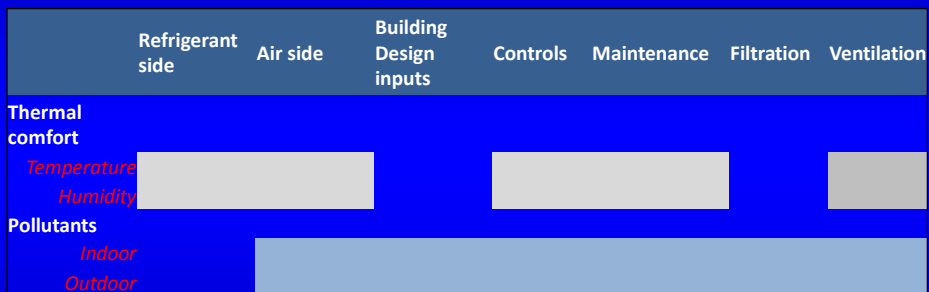 Refrigerant side
Air side
Building Design inputs
Controls
Maintenance
Filtration
Ventilation
Thermal comfort
Temperature
Humidity
Pollutants
Indoor
Outdoor